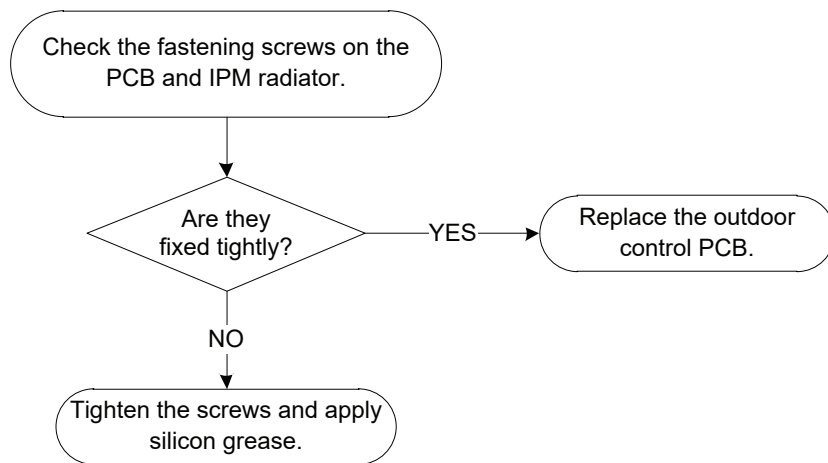 Check the fastening screws on the
PCB and IPM radiator.
Are they
fixed tightly?
YES
Replace the outdoor
control PCB.
NO
Tighten the screws and apply
silicon grease.